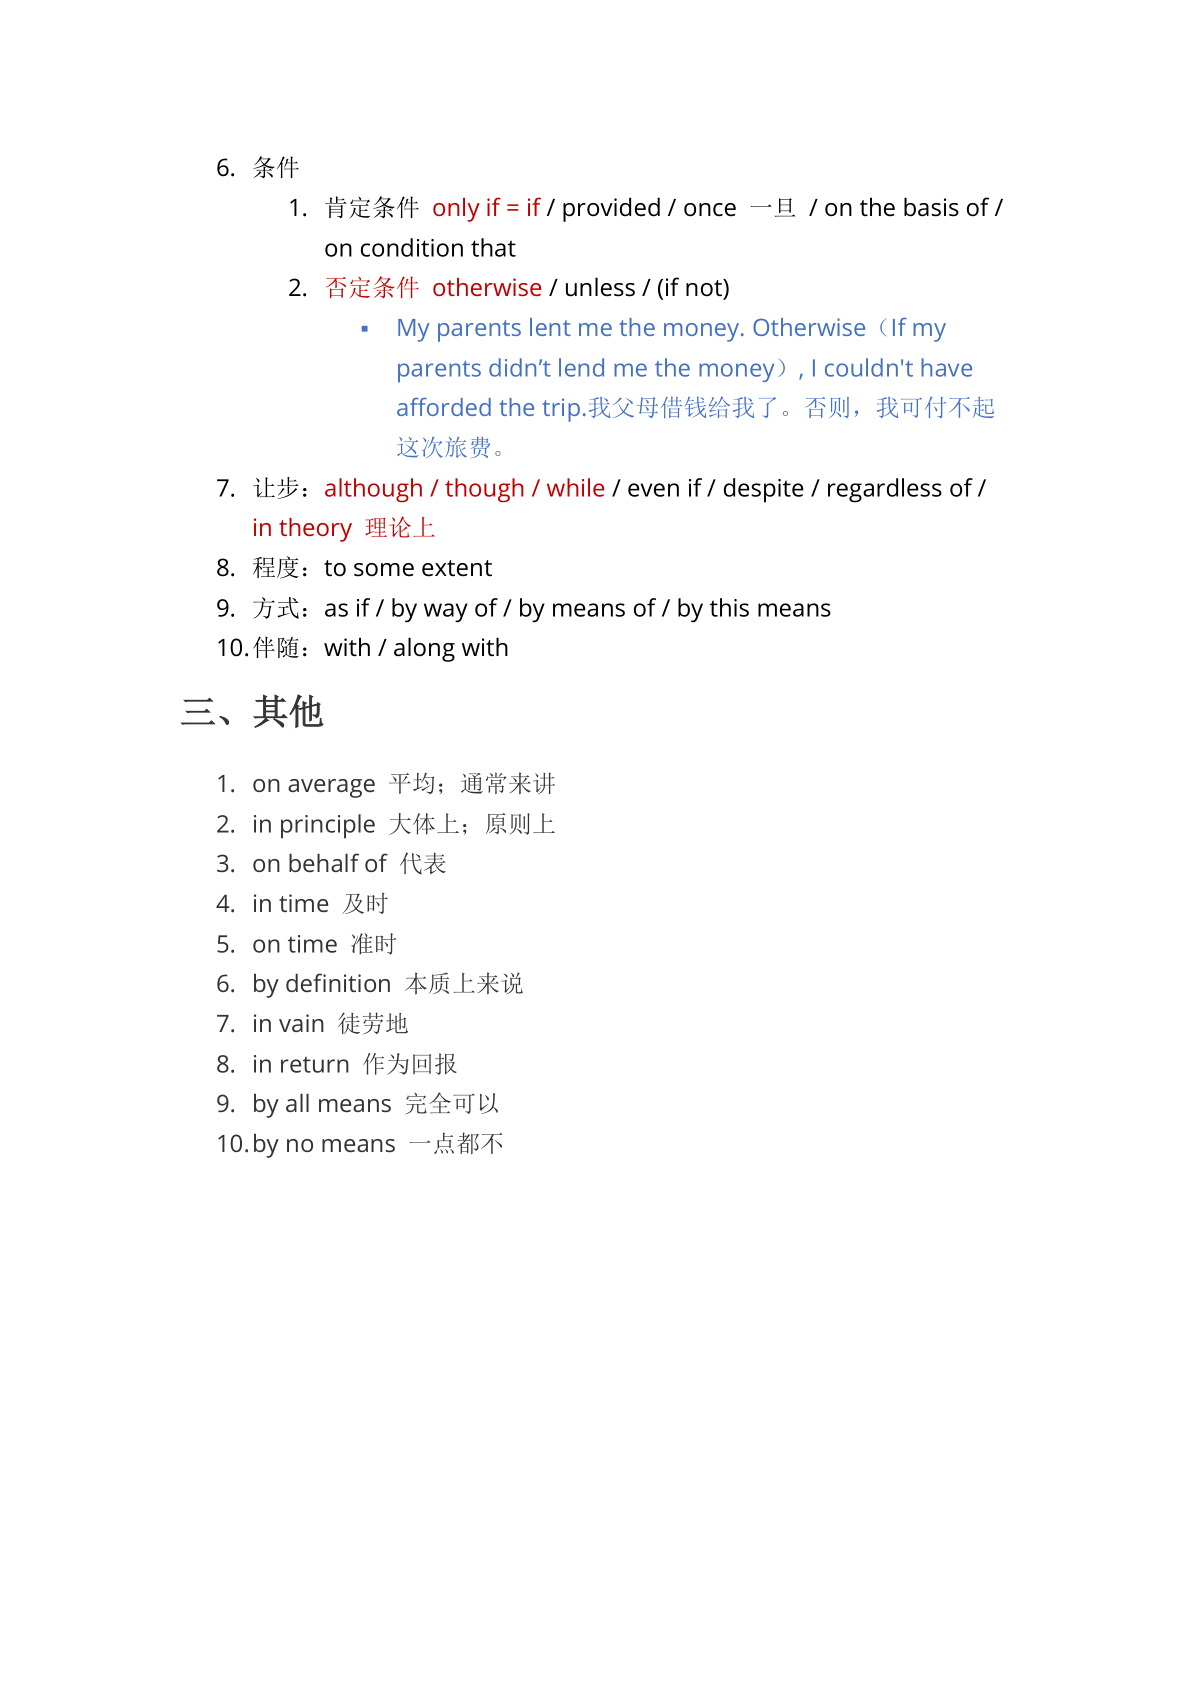 6. 条件
1. 肯定条件 only if = if / provided / once 一旦 / on the basis of /
on condition that
2. 否定条件 otherwise / unless / (if not)
▪ My parents lent me the money. Otherwise（If my
parents didn’t lend me the money）, I couldn't have
afforded the trip.我父母借钱给我了。否则，我可付不起
这次旅费。
7. 让步：although / though / while / even if / despite / regardless of /
in theory 理论上
8. 程度：to some extent
9. 方式：as if / by way of / by means of / by this means
10. 伴随：with / along with
三、其他
1. on average 平均；通常来讲
2. in principle 大体上；原则上
3. on behalf of 代表
4. in time 及时
5. on time 准时
6. by definition 本质上来说
7. in vain 徒劳地
8. in return 作为回报
9. by all means 完全可以
10. by no means 一点都不